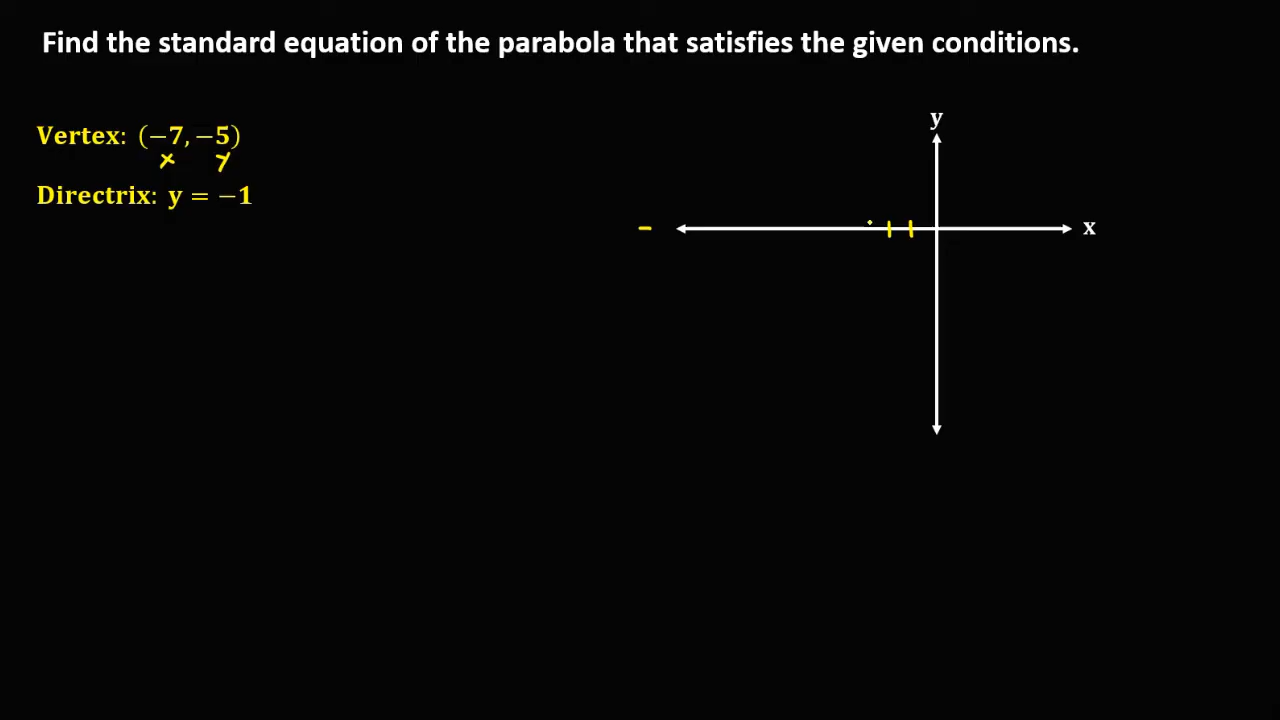 Find the standard equation of the parabola that satisfies the given conditions.
Vertex: (−7, −5)
x y
Directrix: y = −1
y
− x